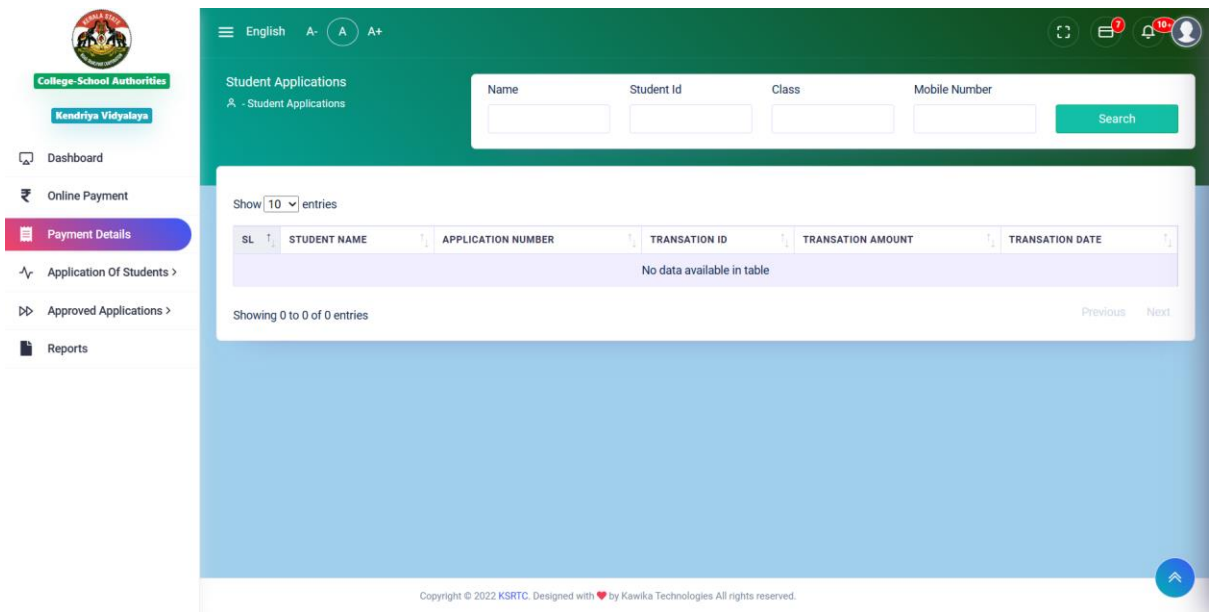 KERALA STATE
College-School Authorities
Kendriya Vidyalaya
Dashboard
Online Payment
Payment Details
Application Of Students >
Approved Applications >
Reports
English A- A A+
7
10+
Student Applications
- Student Applications
Name Student Id Class Mobile Number
Search
Show 10 entries
SL STUDENT NAME APPLICATION NUMBER TRANSATION ID TRANSATION AMOUNT TRANSATION DATE
No data available in table
Showing 0 to 0 of 0 entries
Previous Next
Copyright © 2022 KSRTC. Designed with ❤ by Kawika Technologies All rights reserved.